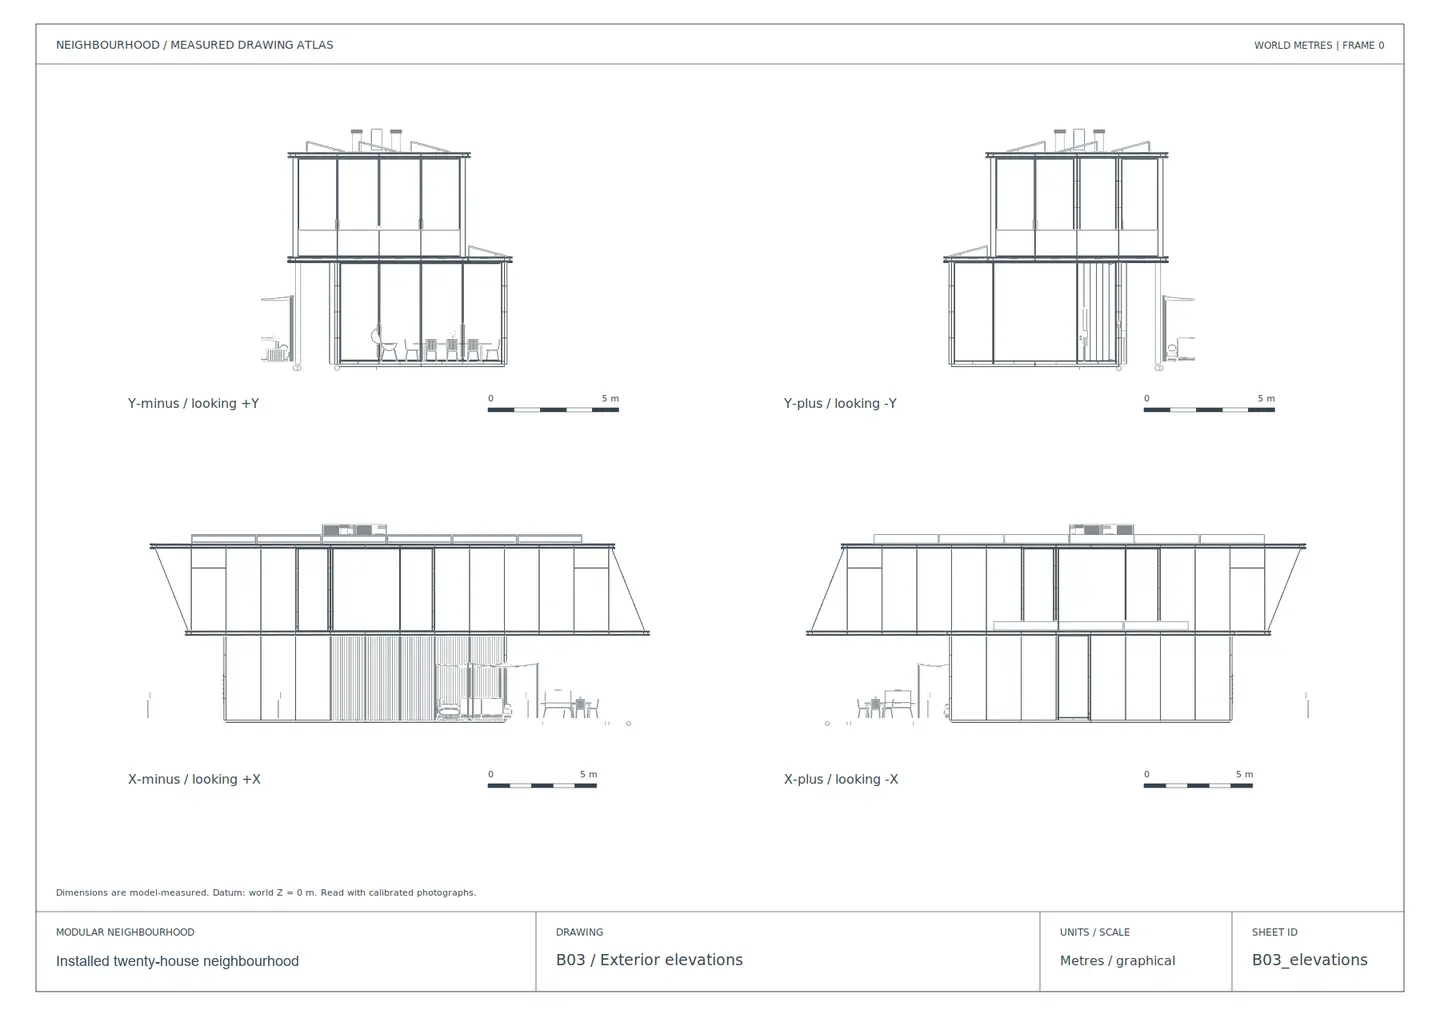 NEIGHBOURHOOD / MEASURED DRAWING ATLAS
WORLD METRES | FRAME 0
Y-minus / looking +Y
0 5 m
Y-plus / looking -Y
0 5 m
X-minus / looking +X
0 5 m
X-plus / looking -X
0 5 m
Dimensions are model-measured. Datum: world Z = 0 m. Read with calibrated photographs.
MODULAR NEIGHBOURHOOD
Installed twenty-house neighbourhood
DRAWING
B03 / Exterior elevations
UNITS / SCALE
Metres / graphical
SHEET ID
B03_elevations